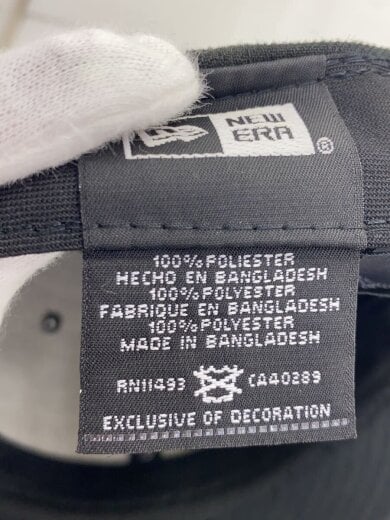 NEW
ERA
®
100% POLIESTER
HECHO EN BANGLADESH
100% POLYESTER
FABRIQUE EN BANGLADESH
100% POLYESTER
MADE IN BANGLADESH
RN11493 CA40289
EXCLUSIVE OF DECORATION